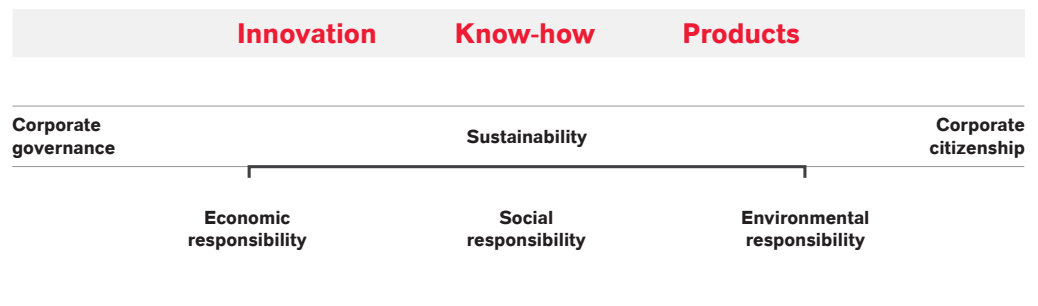 Innovation Know-how Products
Corporate
governance
Sustainability
Corporate
citizenship
Economic
responsibility
Social
responsibility
Environmental
responsibility